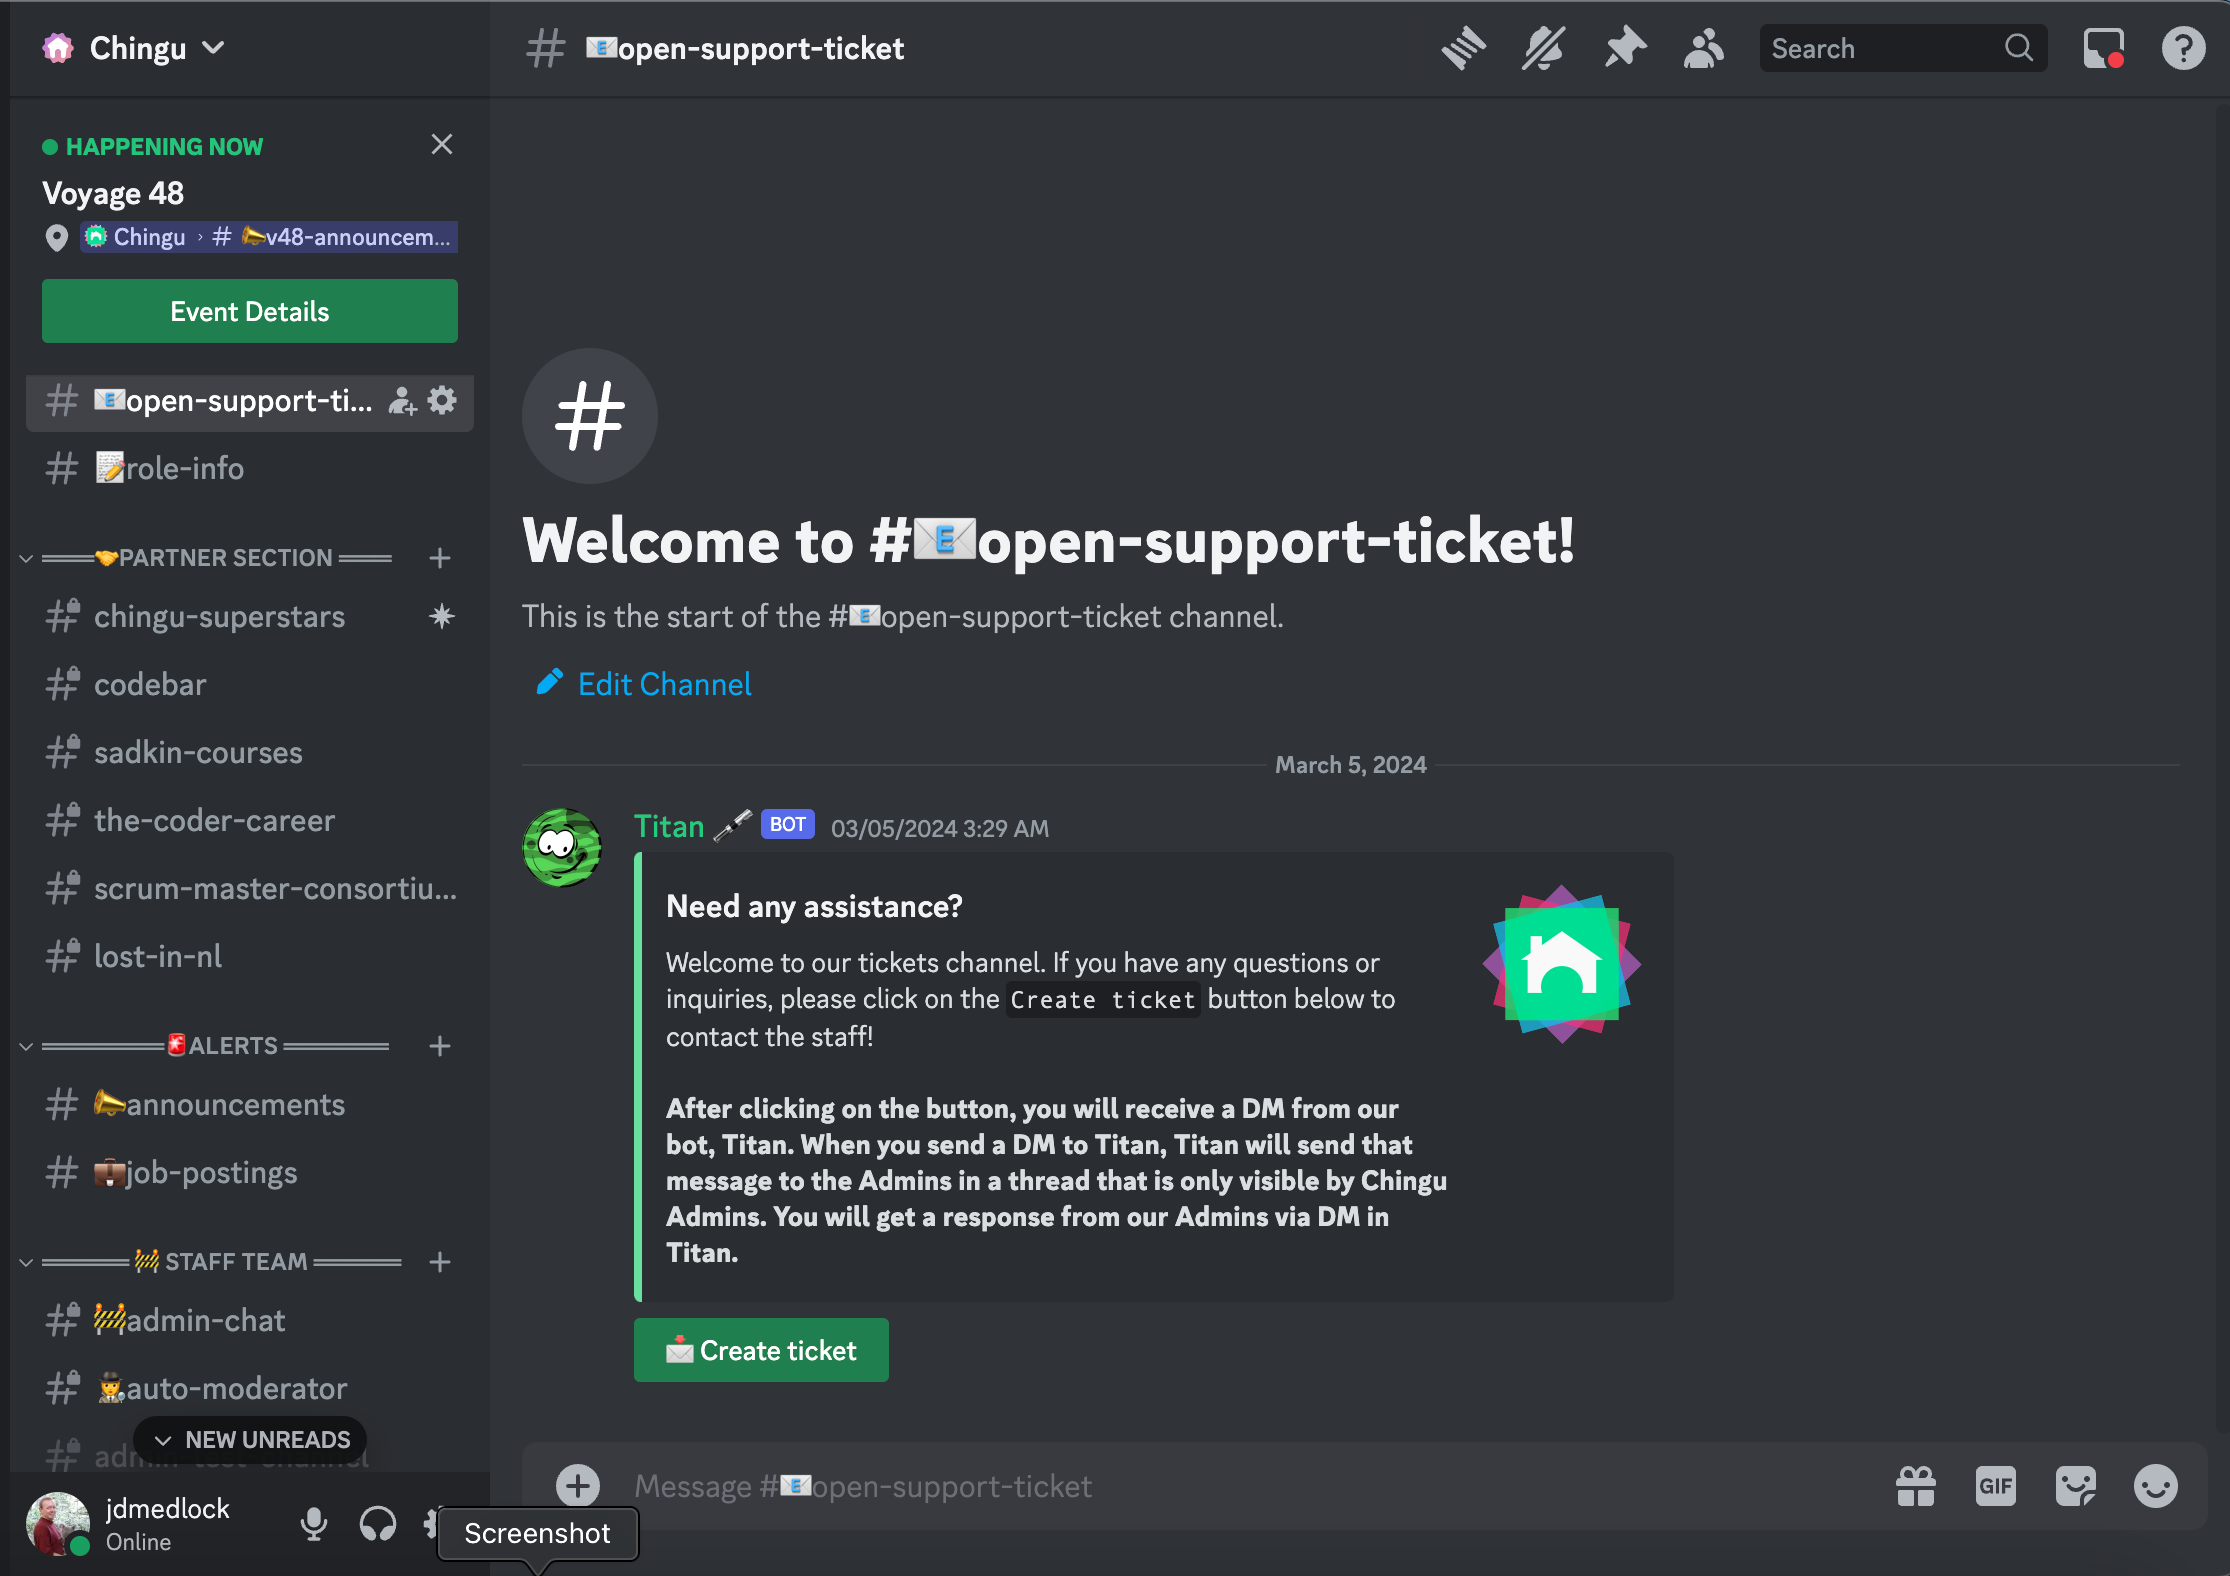 Chingu
HAPPENING NOW
Voyage 48
Chingu › # 📣v48-announcem...
Event Details
# 📧open-support-ti...
# 📝role-info
═══🤝PARTNER SECTION═══
chingu-superstars
codebar
sadkin-courses
the-coder-career
scrum-master-consortiu...
lost-in-nl
═══════🚨ALERTS══════
📣announcements
💼job-postings
═════🚧STAFF TEAM═════
🚧admin-chat
🕵auto-moderator
NEW UNREADS
jdmedlock
Online
Screenshot
# 📧open-support-ticket
Search
#
Welcome to #📧open-support-ticket!
This is the start of the #📧open-support-ticket channel.
Edit Channel
March 5, 2024
Titan BOT 03/05/2024 3:29 AM
Need any assistance?
Welcome to our tickets channel. If you have any questions or
inquiries, please click on the Create ticket button below to
contact the staff!
After clicking on the button, you will receive a DM from our
bot, Titan. When you send a DM to Titan, Titan will send that
message to the Admins in a thread that is only visible by Chingu
Admins. You will get a response from our Admins via DM in
Titan.
📩Create ticket
Message #📧open-support-ticket
GIF